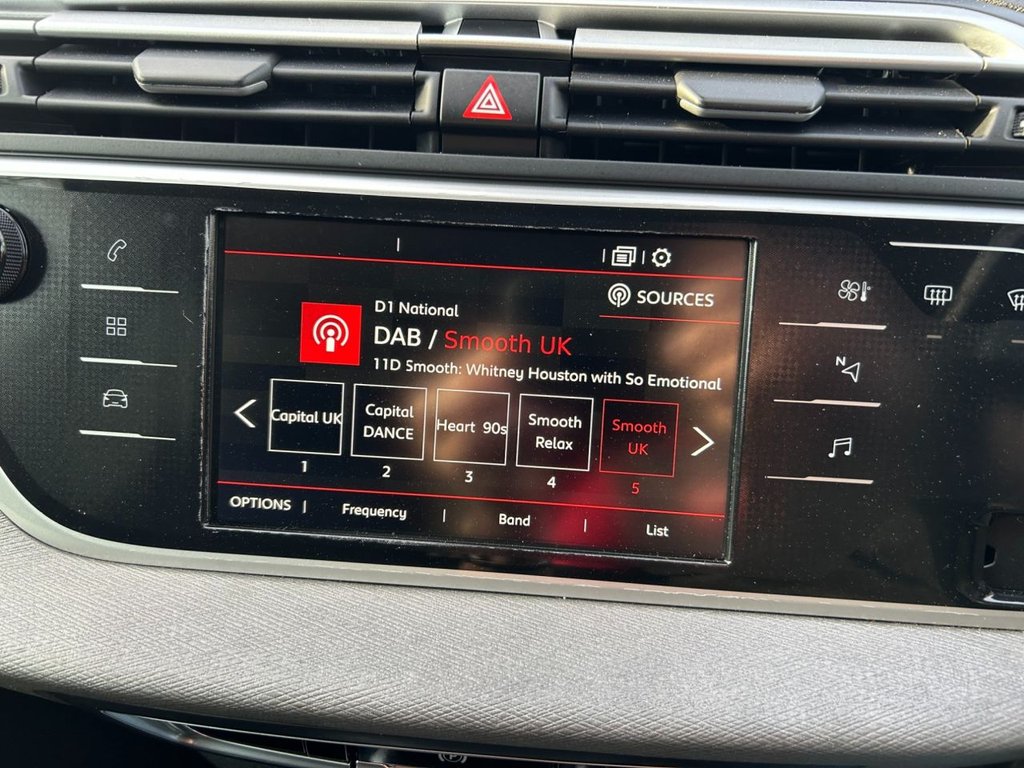 SOURCES
D1 National
DAB / Smooth UK
11D Smooth: Whitney Houston with So Emotional
Capital UK
1
Capital
DANCE
2
Heart 90s
3
Smooth
Relax
4
Smooth
UK
5
OPTIONS | Frequency | Band | List
N